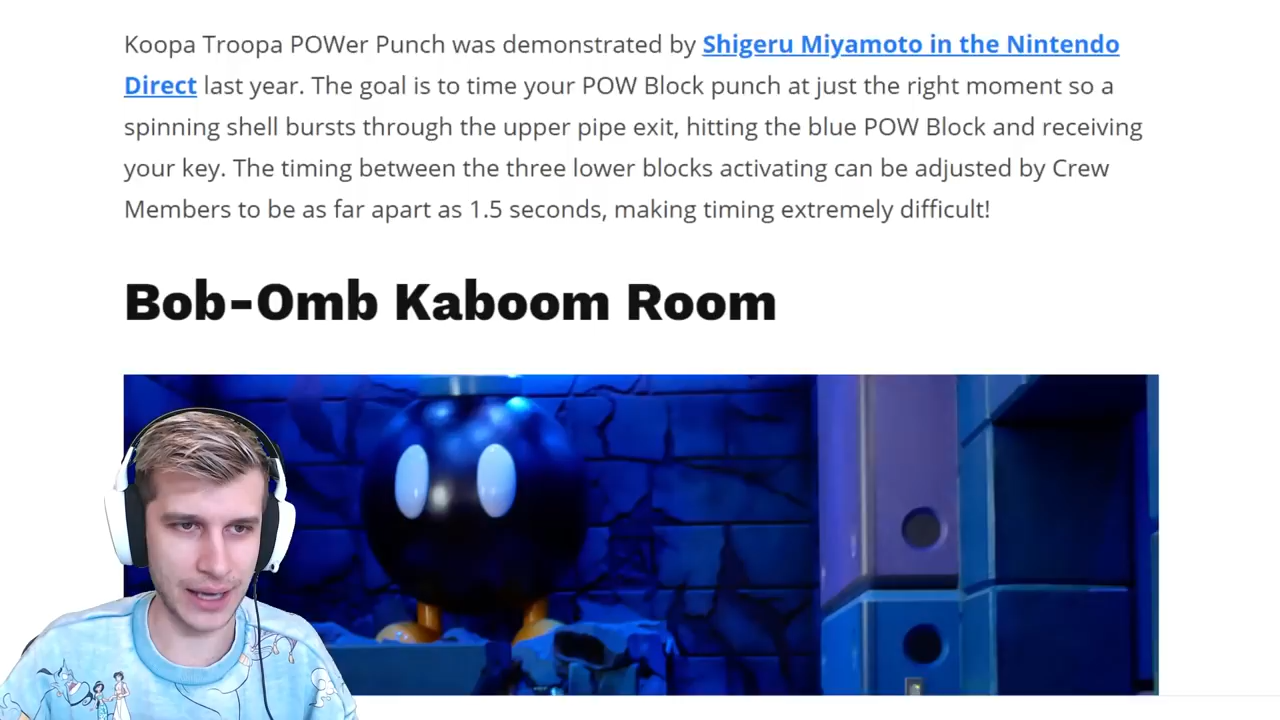 Koopa Troopa POWer Punch was demonstrated by Shigeru Miyamoto in the Nintendo
Direct last year. The goal is to time your POW Block punch at just the right moment so a
spinning shell bursts through the upper pipe exit, hitting the blue POW Block and receiving
your key. The timing between the three lower blocks activating can be adjusted by Crew
Members to be as far apart as 1.5 seconds, making timing extremely difficult!
Bob-Omb Kaboom Room